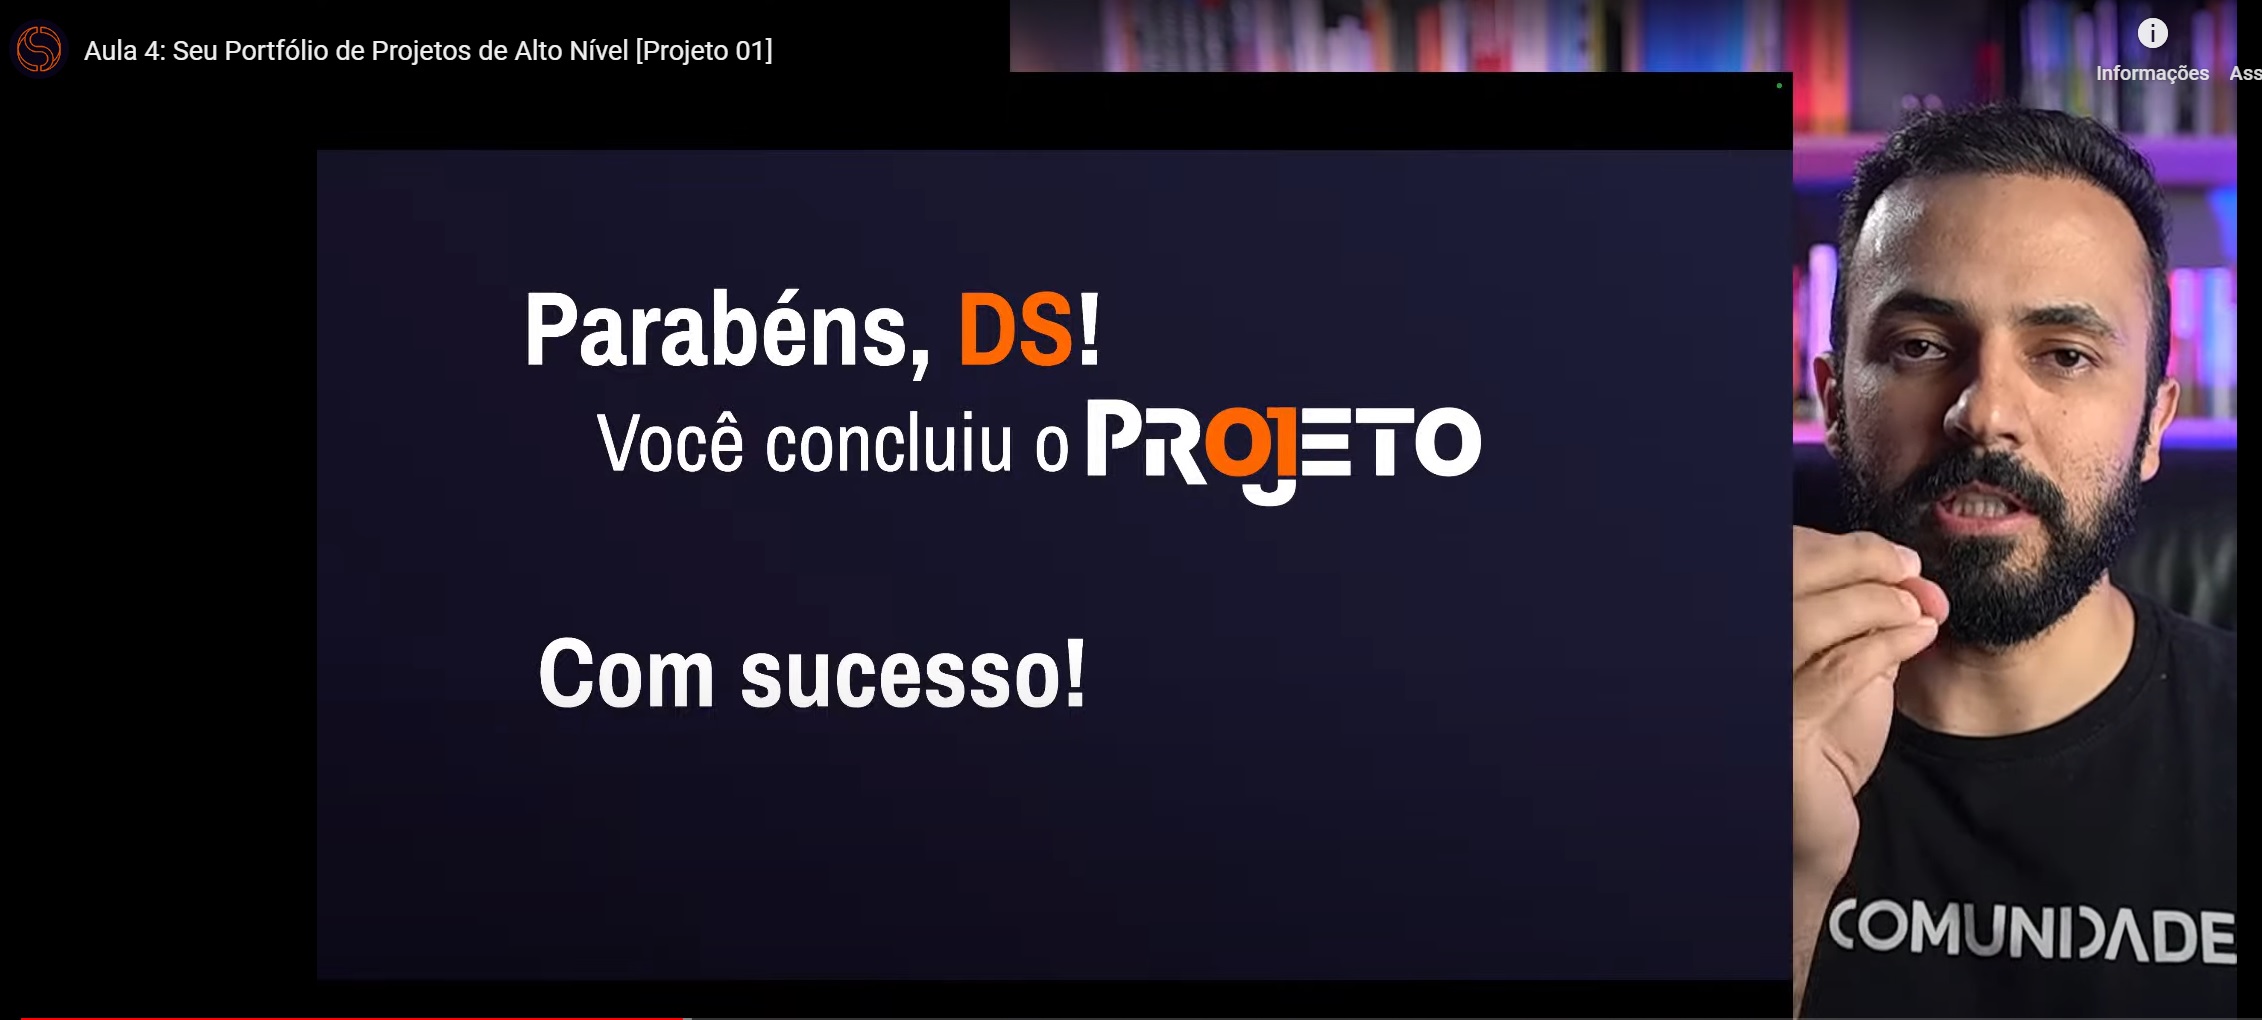 Aula 4: Seu Portfólio de Projetos de Alto Nível [Projeto 01]
Informações
Ass
Parabéns, DS!
Você concluiu o PROJETO
Com sucesso!
COMUNIDADE